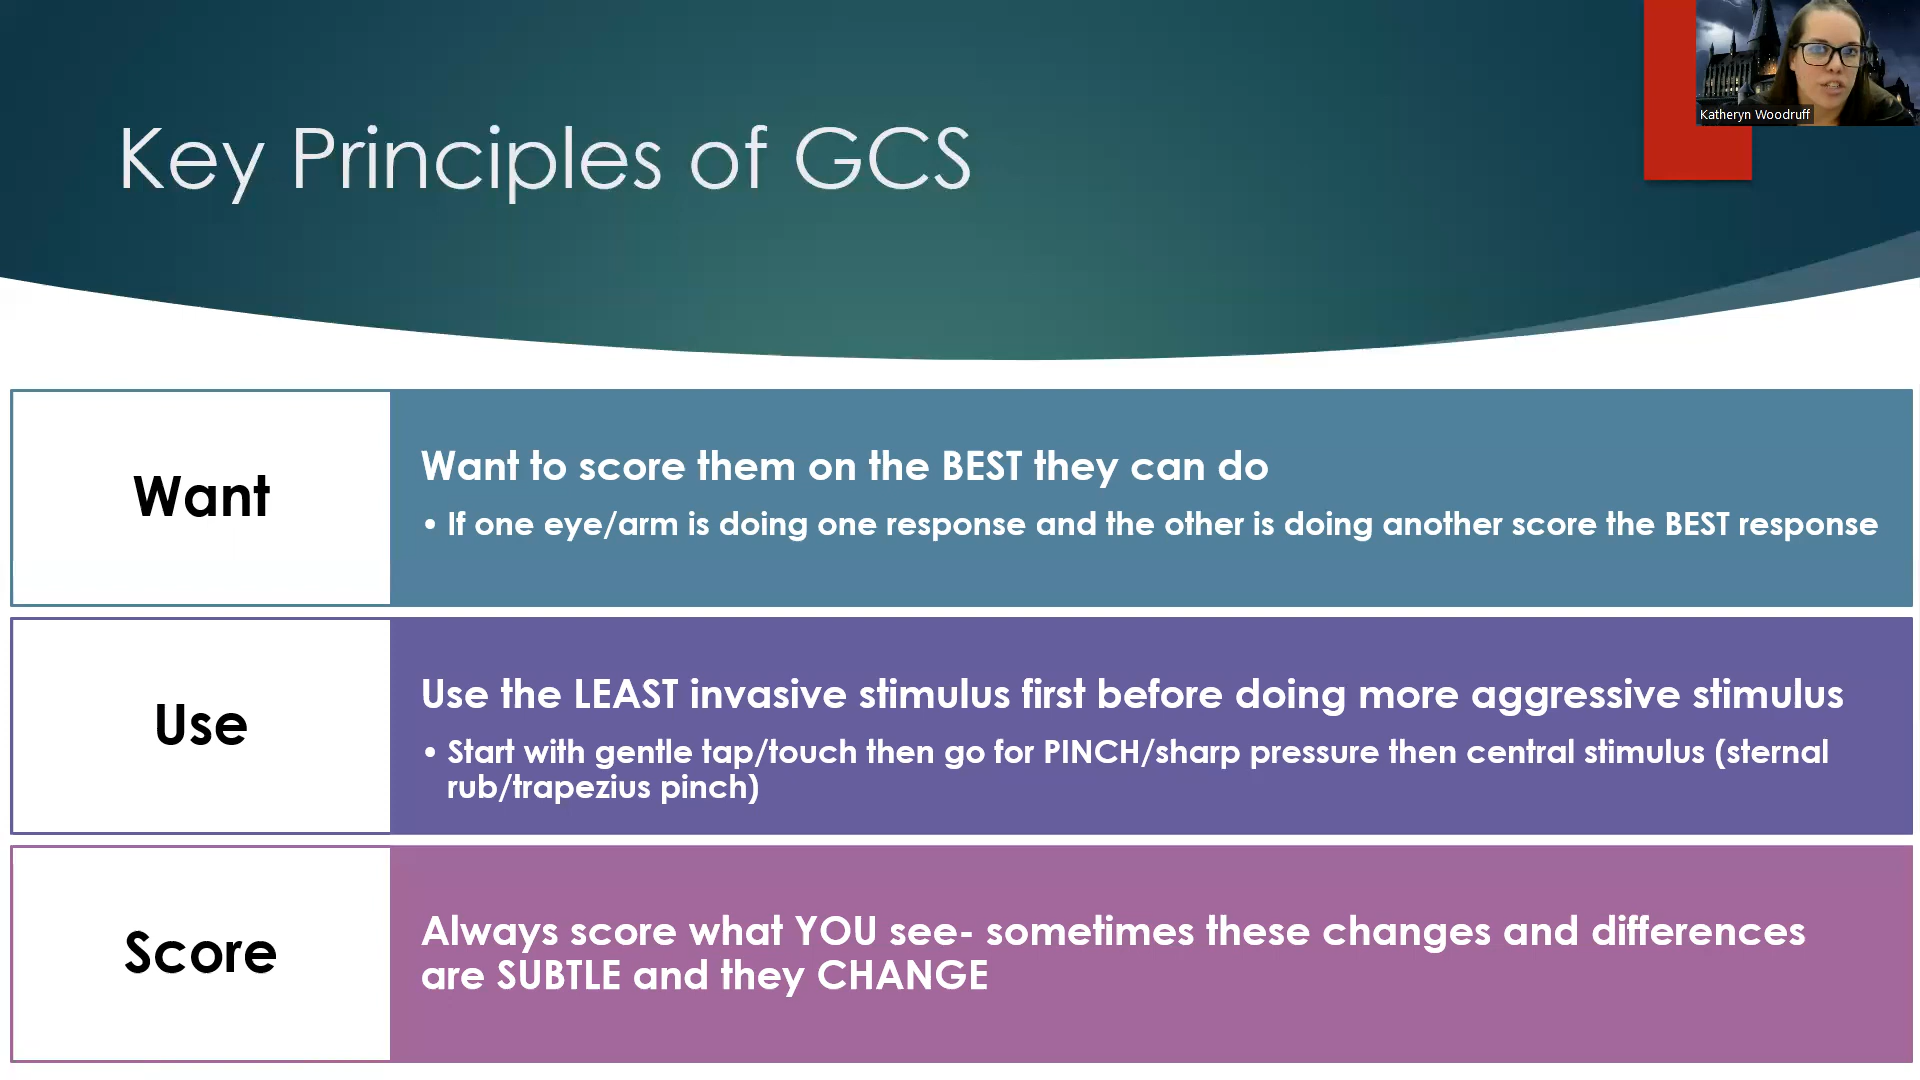 Key Principles of GCS
Katheryn Woodruff
Want
Want to score them on the BEST they can do
• If one eye/arm is doing one response and the other is doing another score the BEST response
Use
Use the LEAST invasive stimulus first before doing more aggressive stimulus
• Start with gentle tap/touch then go for PINCH/sharp pressure then central stimulus (sternal
rub/trapezius pinch)
Score
Always score what YOU see- sometimes these changes and differences
are SUBTLE and they CHANGE